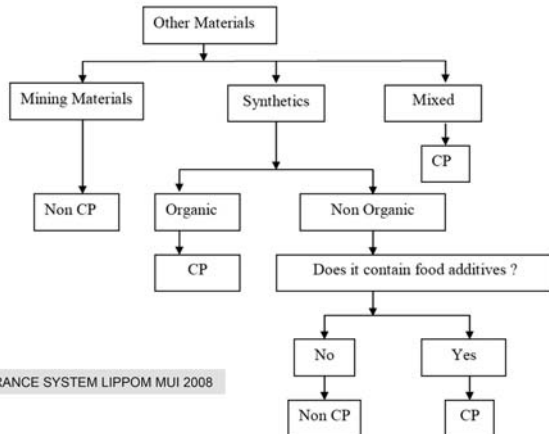 Other Materials
Mining Materials
Synthetics
Mixed
CP
Non CP
Organic
Non Organic
CP
Does it contain food additives ?
No
Yes
RANCE SYSTEM LIPPOM MUI 2008
Non CP
CP